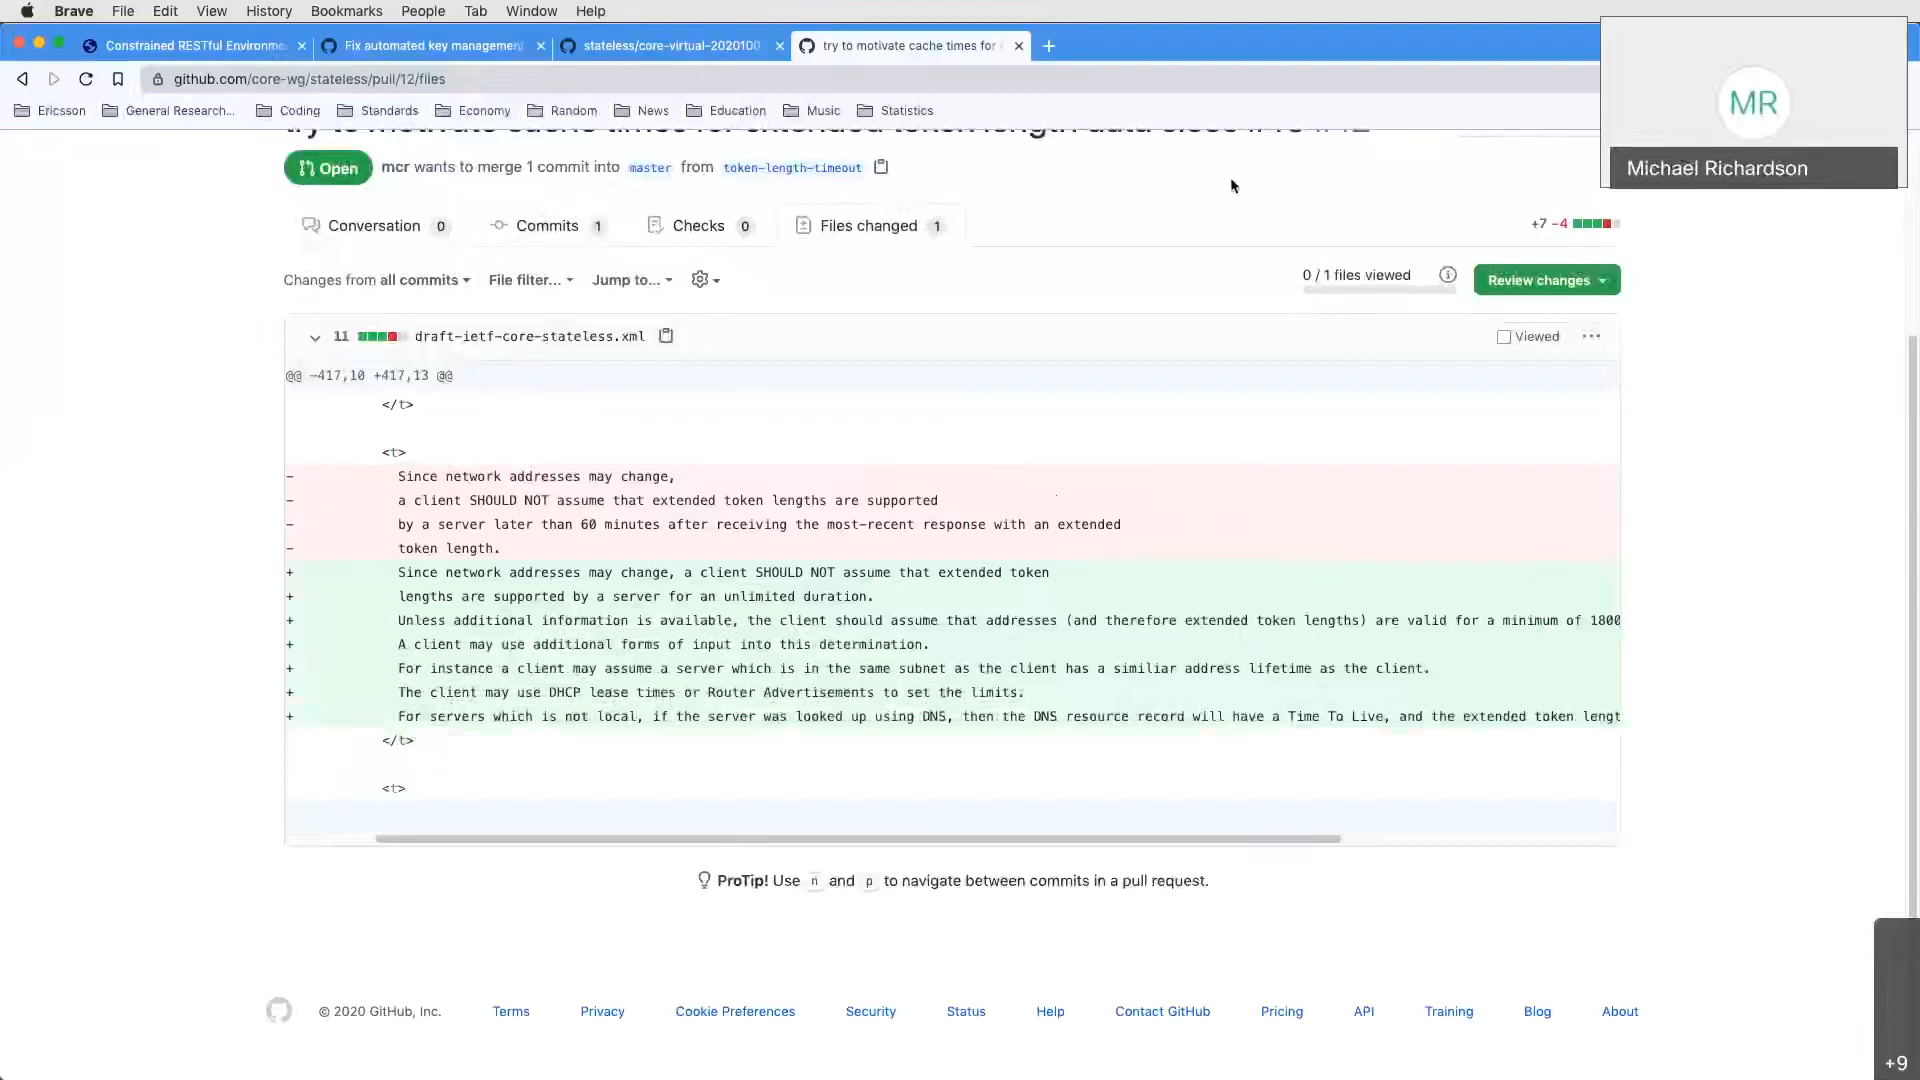 Brave File Edit View History Bookmarks People Tab Window Help
Constrained RESTful Environme
Fix automated key management
stateless/core-virtual-2020100
try to motivate cache times for
github.com/core-wg/stateless/pull/12/files
Ericsson General Research... Coding Standards Economy Random News Education Music Statistics
MR
Michael Richardson
try to motivate cache times for extended token length data
Open mcr wants to merge 1 commit into master from token-length-timeout
Conversation 0 Commits 1 Checks 0 Files changed 1
+7 −4
Changes from all commits File filter... Jump to...
0 / 1 files viewed
Review changes
11 draft-ietf-core-stateless.xml
Viewed
@@ −417,10 +417,13 @@
</t>
<t>
- Since network addresses may change,
- a client SHOULD NOT assume that extended token lengths are supported
- by a server later than 60 minutes after receiving the most-recent response with an extended
- token length.
+ Since network addresses may change, a client SHOULD NOT assume that extended token
+ lengths are supported by a server for an unlimited duration.
+ Unless additional information is available, the client should assume that addresses (and therefore extended token lengths) are valid for a minimum of 1800
+ A client may use additional forms of input into this determination.
+ For instance a client may assume a server which is in the same subnet as the client has a similiar address lifetime as the client.
+ The client may use DHCP lease times or Router Advertisements to set the limits.
+ For servers which is not local, if the server was looked up using DNS, then the DNS resource record will have a Time To Live, and the extended token lengt
</t>
<t>
ProTip! Use n and p to navigate between commits in a pull request.
© 2020 GitHub, Inc. Terms Privacy Cookie Preferences Security Status Help Contact GitHub Pricing API Training Blog About
+9